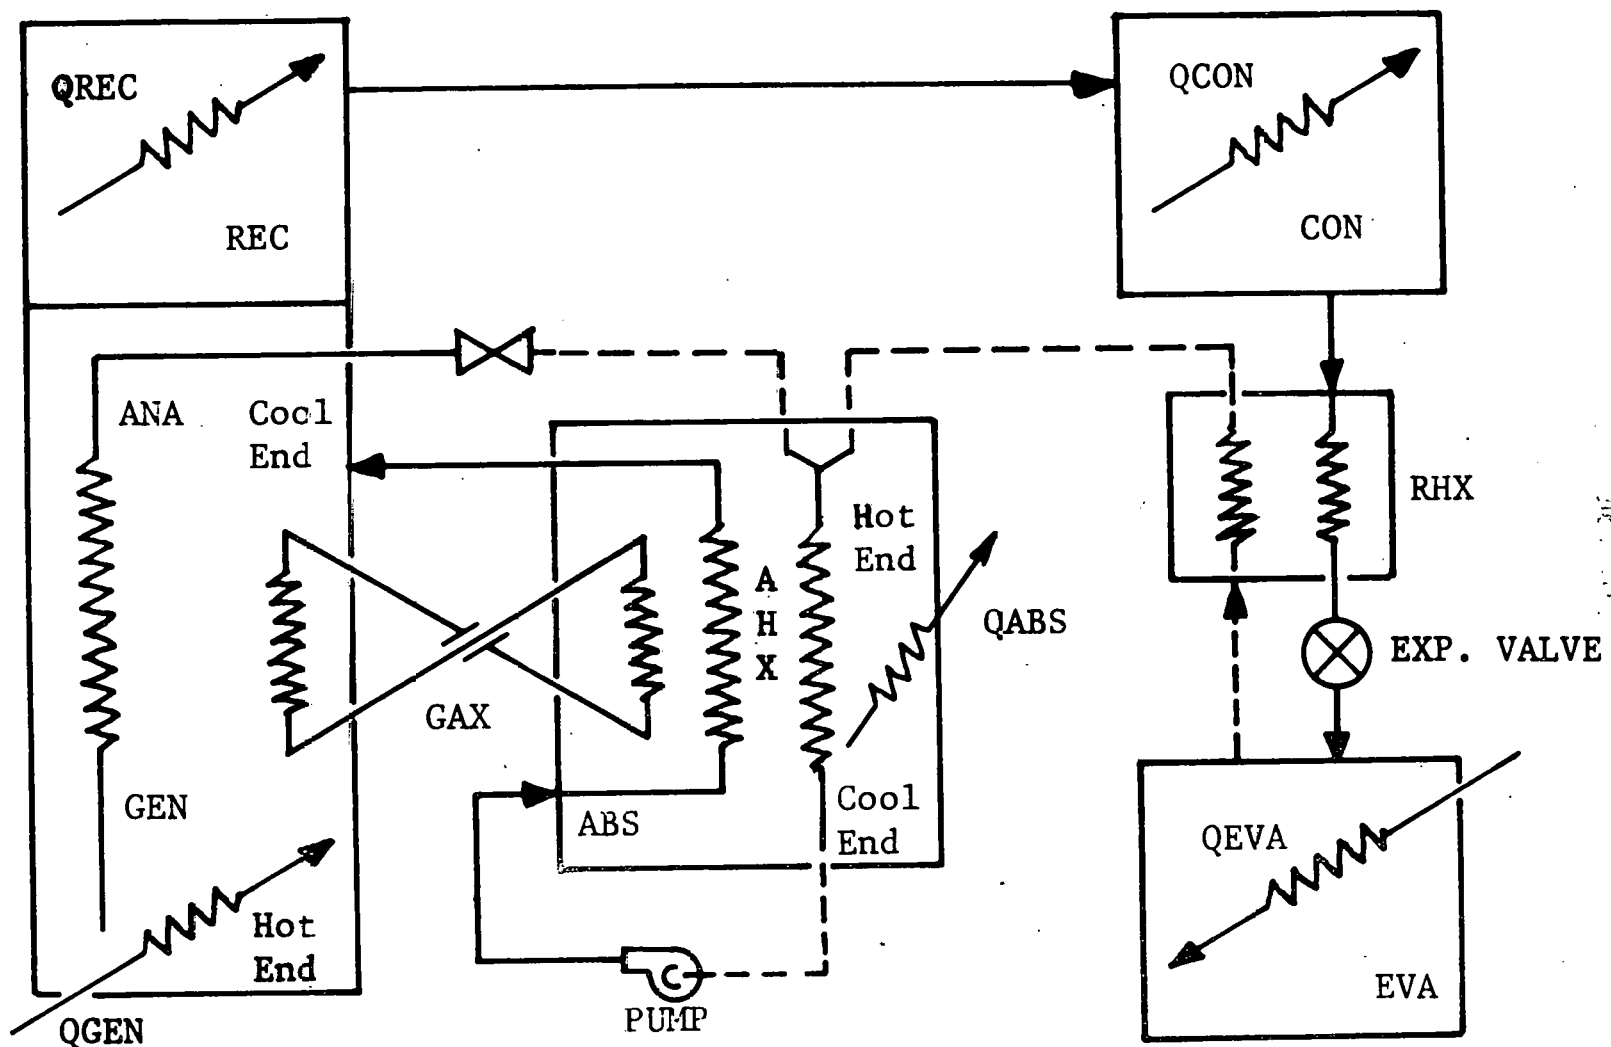 QREC
REC
QCON
CON
ANA
Cool
End
Hot
End
A
H
X
QABS
RHX
EXP. VALVE
GAX
GEN
ABS
Cool
End
QEVA
EVA
Hot
End
QGEN
PUMP